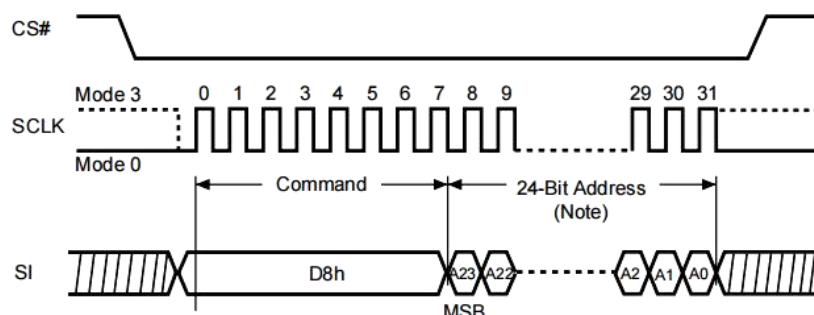 CS#
Mode 3
0 1 2 3 4 5 6 7 8 9 29 30 31
SCLK
Mode 0
Command
24-Bit Address
(Note)
SI
D8h
A23 A22 A2 A1 A0
MSB